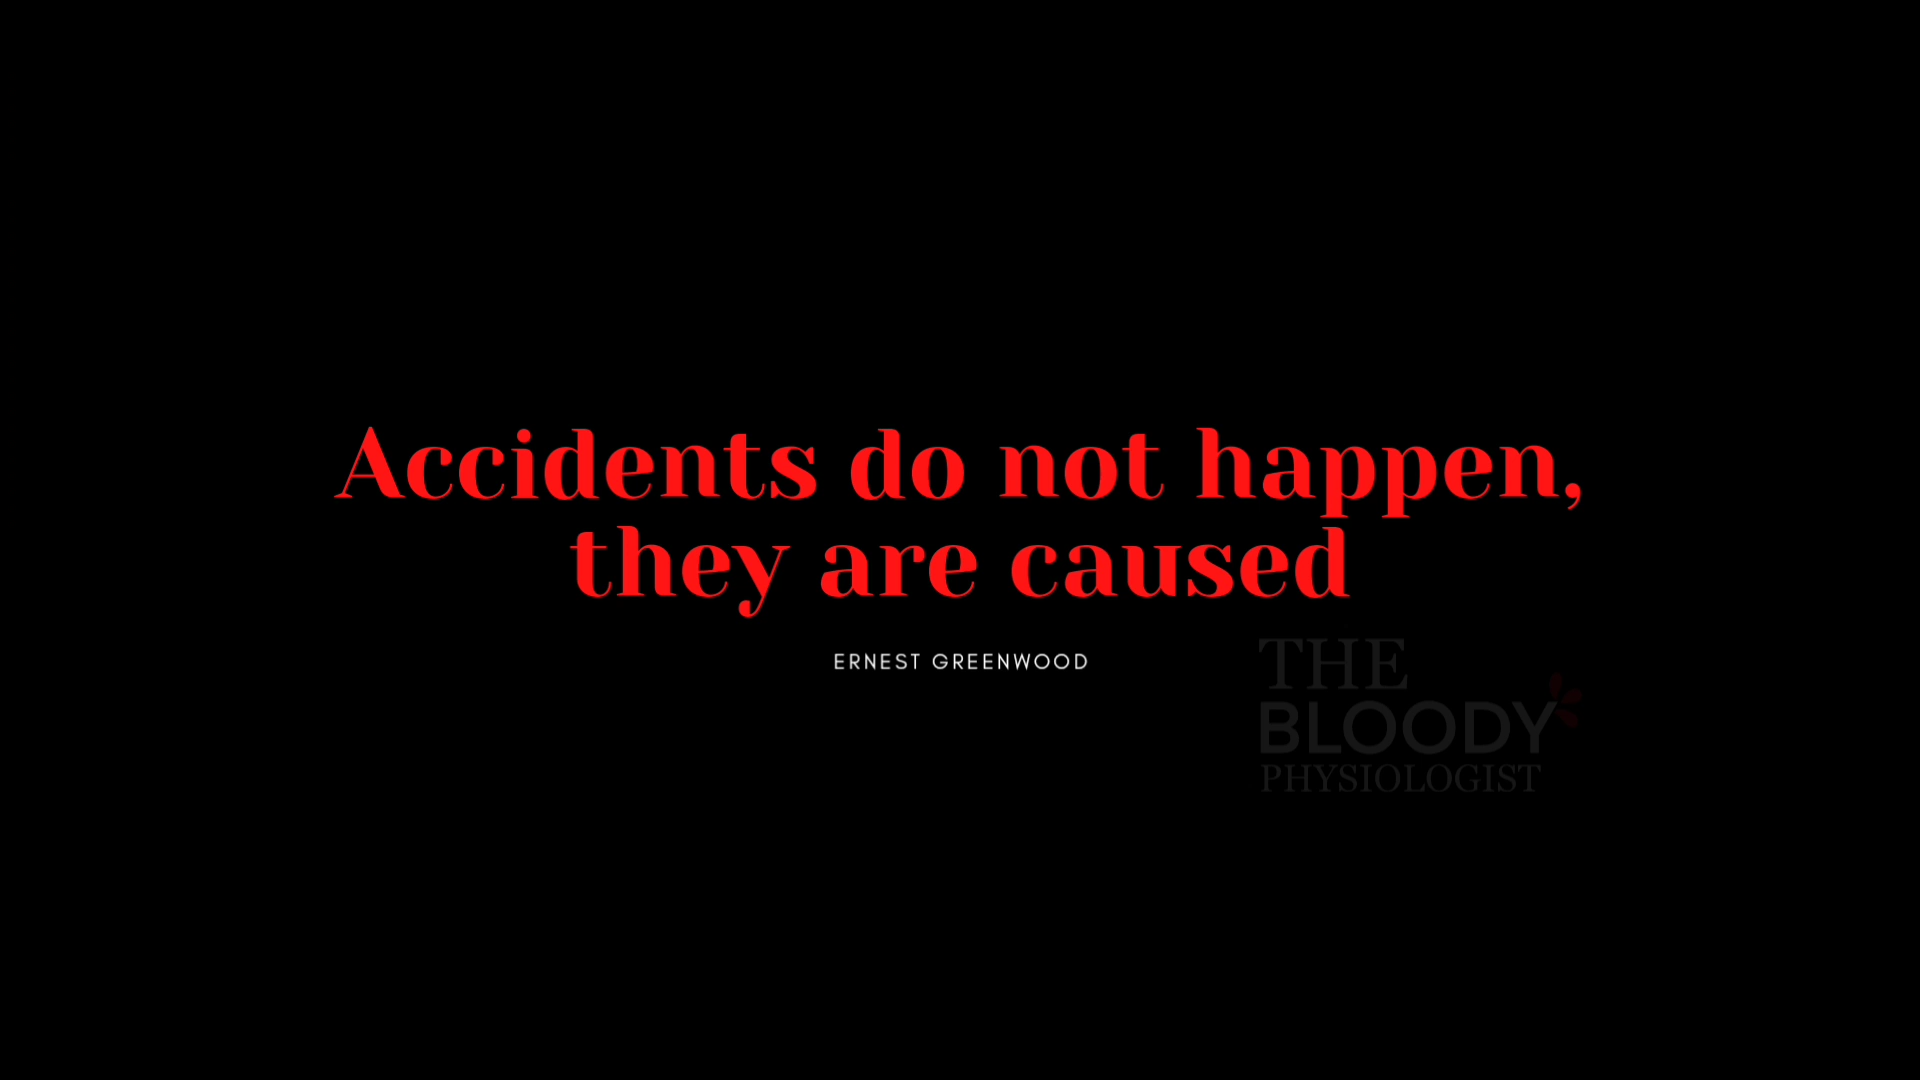 Accidents do not happen,
they are caused
ERNEST GREENWOOD
THE
BLOODY
PHYSIOLOGIST